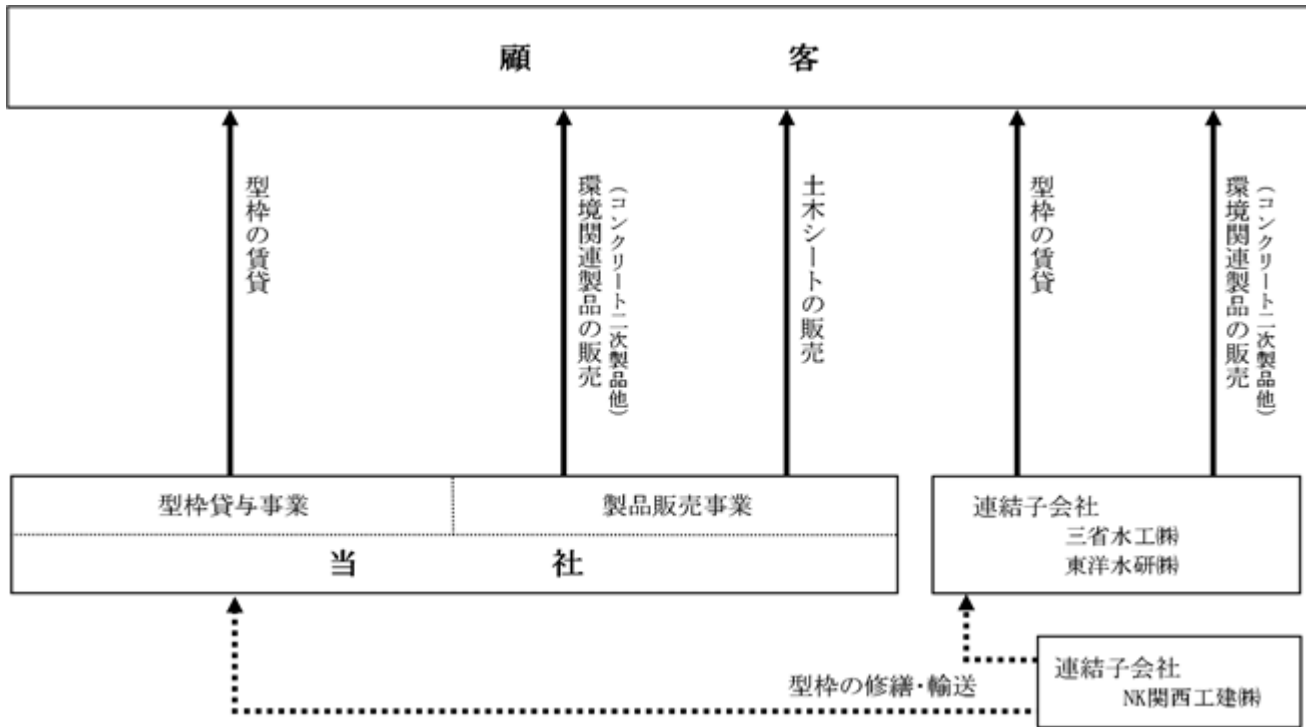 顧 客
型枠の賃貸
環境関連製品の販売
（コンクリート二次製品他）
土木シートの販売
型枠の賃貸
環境関連製品の販売
（コンクリート二次製品他）
型枠貸与事業
製品販売事業
当 社
連結子会社
三省水工㈱
東洋水研㈱
型枠の修繕・輸送
連結子会社
NK関西工建㈱